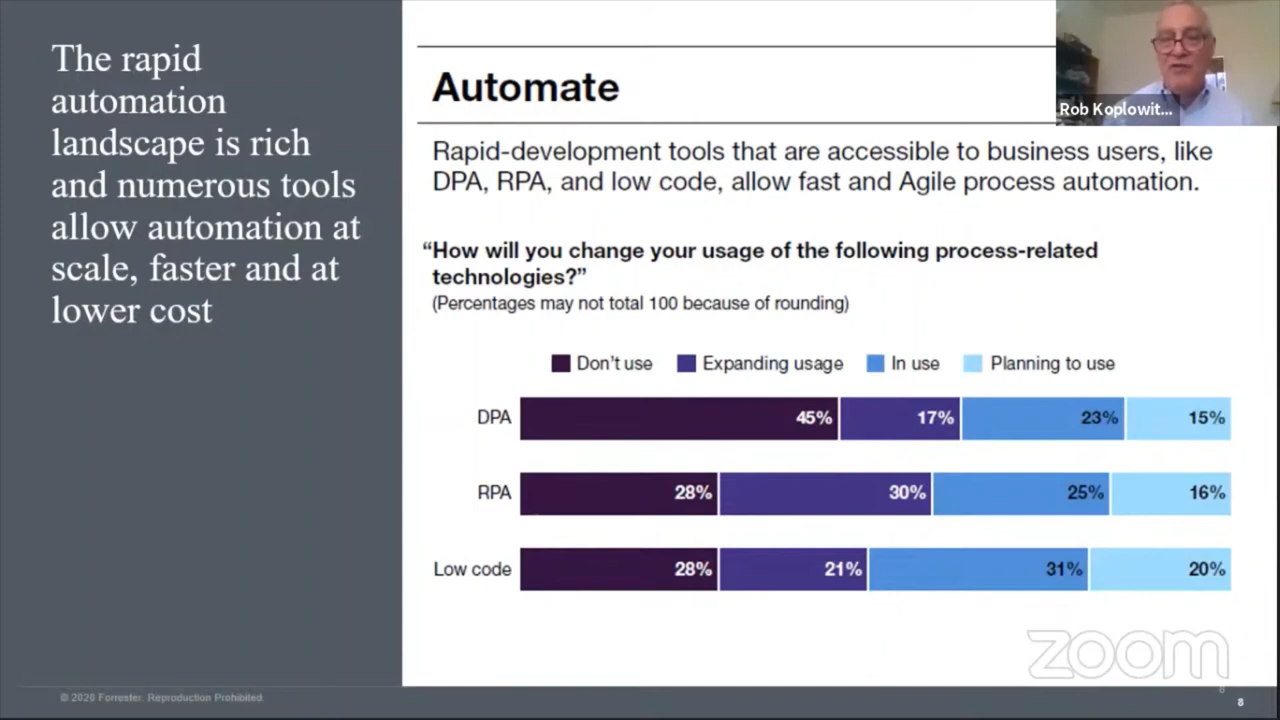 The rapid
automation
landscape is rich
and numerous tools
allow automation at
scale, faster and at
lower cost
Automate
Rob Koplowit...
Rapid-development tools that are accessible to business users, like
DPA, RPA, and low code, allow fast and Agile process automation.
“How will you change your usage of the following process-related
technologies?”
(Percentages may not total 100 because of rounding)
Don’t use Expanding usage In use Planning to use
DPA 45% 17% 23% 15%
RPA 28% 30% 25% 16%
Low code 28% 21% 31% 20%
zoom
© 2020 Forrester. Reproduction Prohibited.
8
8